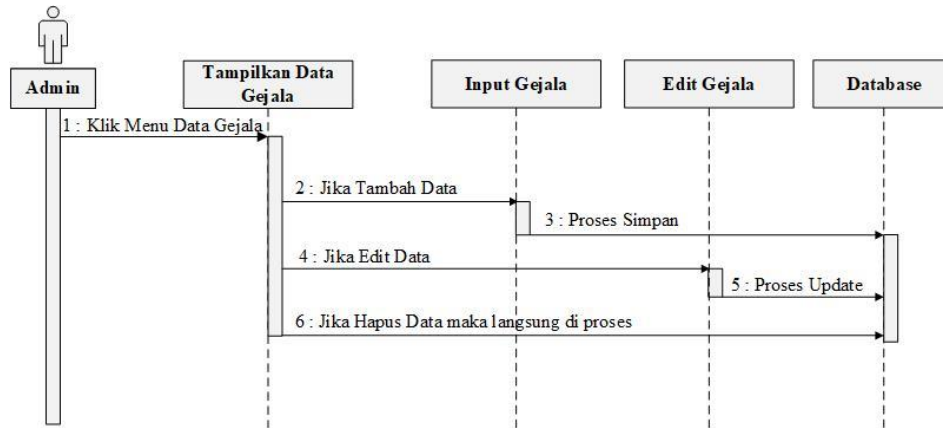 Admin
Tampilkan Data
Gejala
Input Gejala
Edit Gejala
Database
1 : Klik Menu Data Gejala
2 : Jika Tambah Data
3 : Proses Simpan
4 : Jika Edit Data
5 : Proses Update
6 : Jika Hapus Data maka langsung di proses